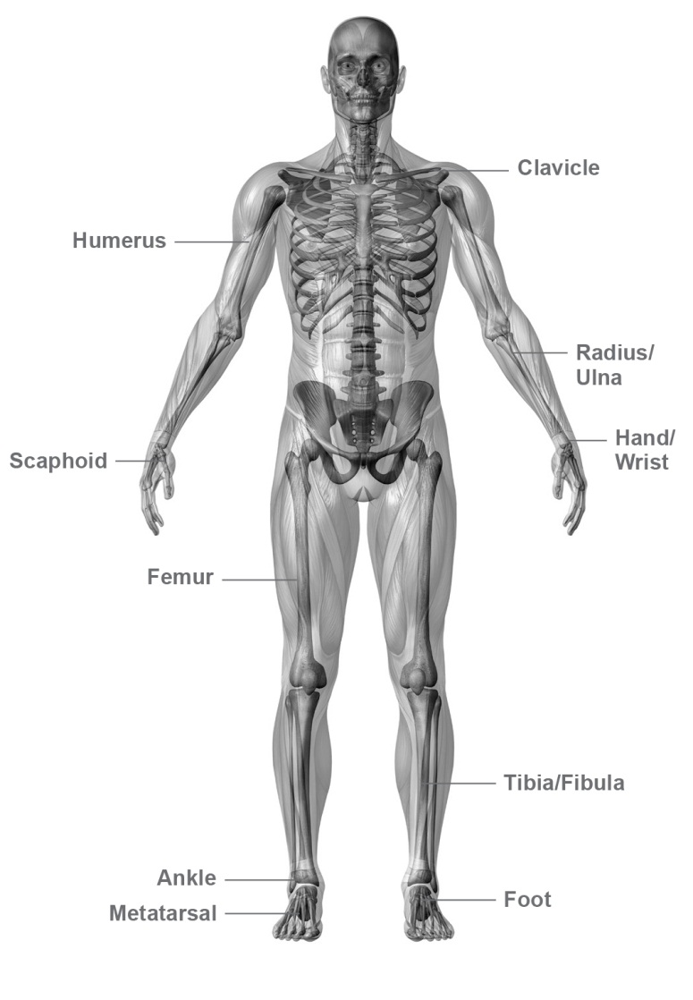 Clavicle
Humerus
Radius/
Ulna
Hand/
Wrist
Scaphoid
Femur
Tibia/Fibula
Ankle
Foot
Metatarsal